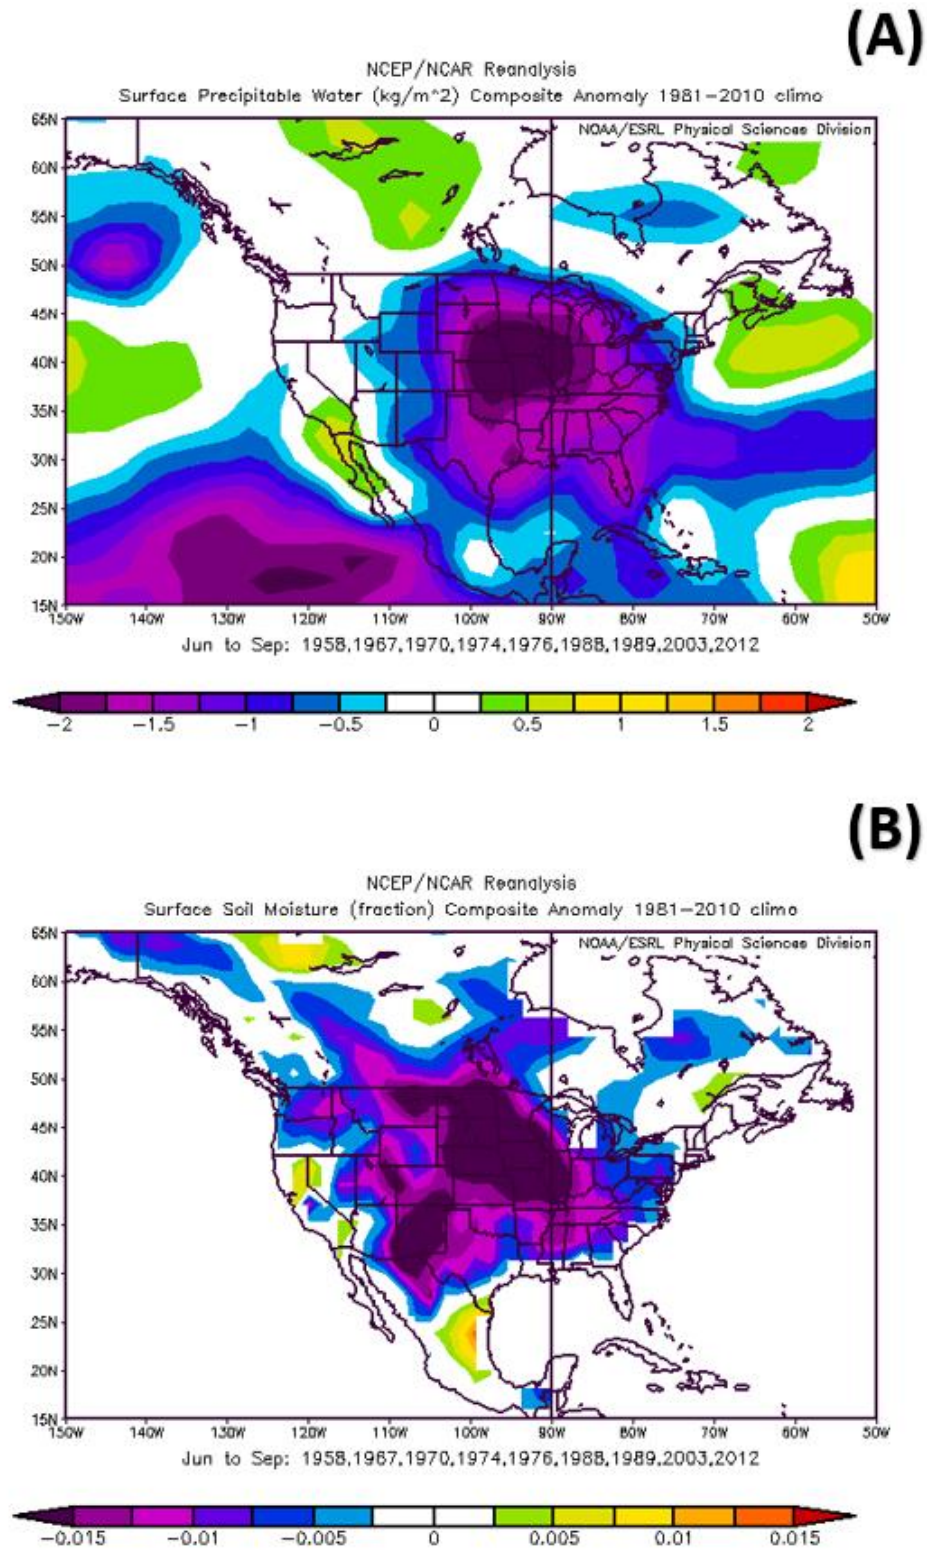 (A)
NCEP/NCAR Reanalysis
Surface Precipitable Water (kg/m^2) Composite Anomaly 1981-2010 climo
NOAA/ESRL Physical Sciences Division
65N
60N
55N
50N
45N
40N
35N
30N
25N
20N
15N
150W 140W 130W 120W 110W 100W 90W 80W 70W 60W 50W
Jun to Sep: 1958,1967,1970,1974,1976,1988,1989,2003,2012
-2 -1.5 -1 -0.5 0 0.5 1 1.5 2
(B)
NCEP/NCAR Reanalysis
Surface Soil Moisture (fraction) Composite Anomaly 1981-2010 climo
NOAA/ESRL Physical Sciences Division
65N
60N
55N
50N
45N
40N
35N
30N
25N
20N
15N
150W 140W 130W 120W 110W 100W 90W 80W 70W 60W 50W
Jun to Sep: 1958,1967,1970,1974,1976,1988,1989,2003,2012
-0.015 -0.01 -0.005 0 0.005 0.01 0.015